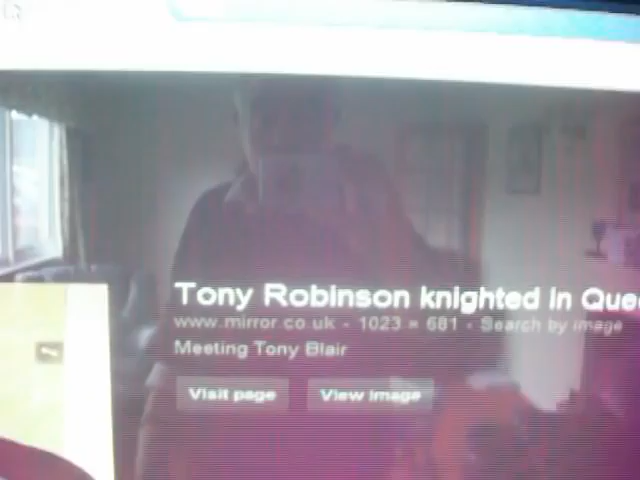 Tony Robinson knighted in Quee
www.mirror.co.uk - 1023 × 681 - Search by image
Meeting Tony Blair
Visit page View image